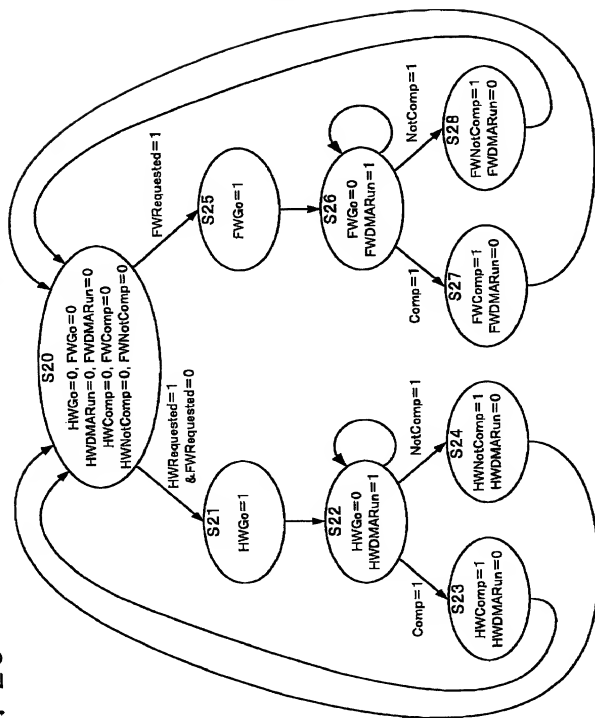 S20
HWGo=0, FWGo=0
HWDMARun=0, FWDMARun=0
HWComp=0, FWComp=0
HWNotComp=0, FWNotComp=0
HWRequested=1
&FWRequested=0
FWRequested=1
S21
HWGo=1
S25
FWGo=1
S22
HWGo=0
HWDMARun=1
S26
FWGo=0
FWDMARun=1
Comp=1
NotComp=1
Comp=1
NotComp=1
S23
HWComp=1
HWDMARun=0
S24
HWNotComp=1
HWDMARun=0
S27
FWComp=1
FWDMARun=0
S28
FWNotComp=1
FWDMARun=0